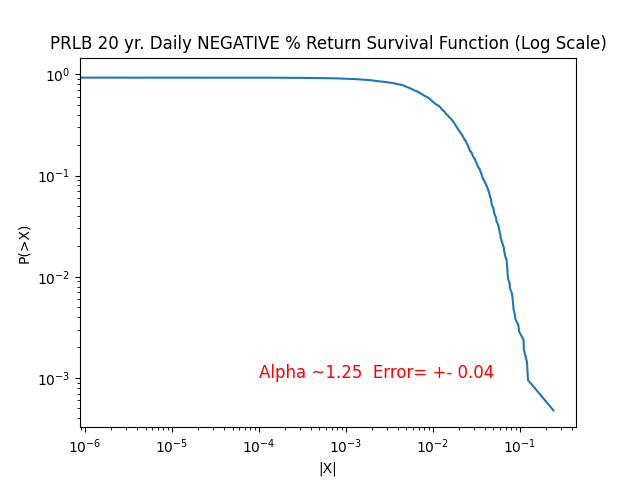 PRLB 20 yr. Daily NEGATIVE % Return Survival Function (Log Scale)
10⁰
10⁻¹
10⁻²
10⁻³
P(>X)
Alpha ~1.25  Error= +- 0.04
10⁻⁶ 10⁻⁵ 10⁻⁴ 10⁻³ 10⁻² 10⁻¹
|X|